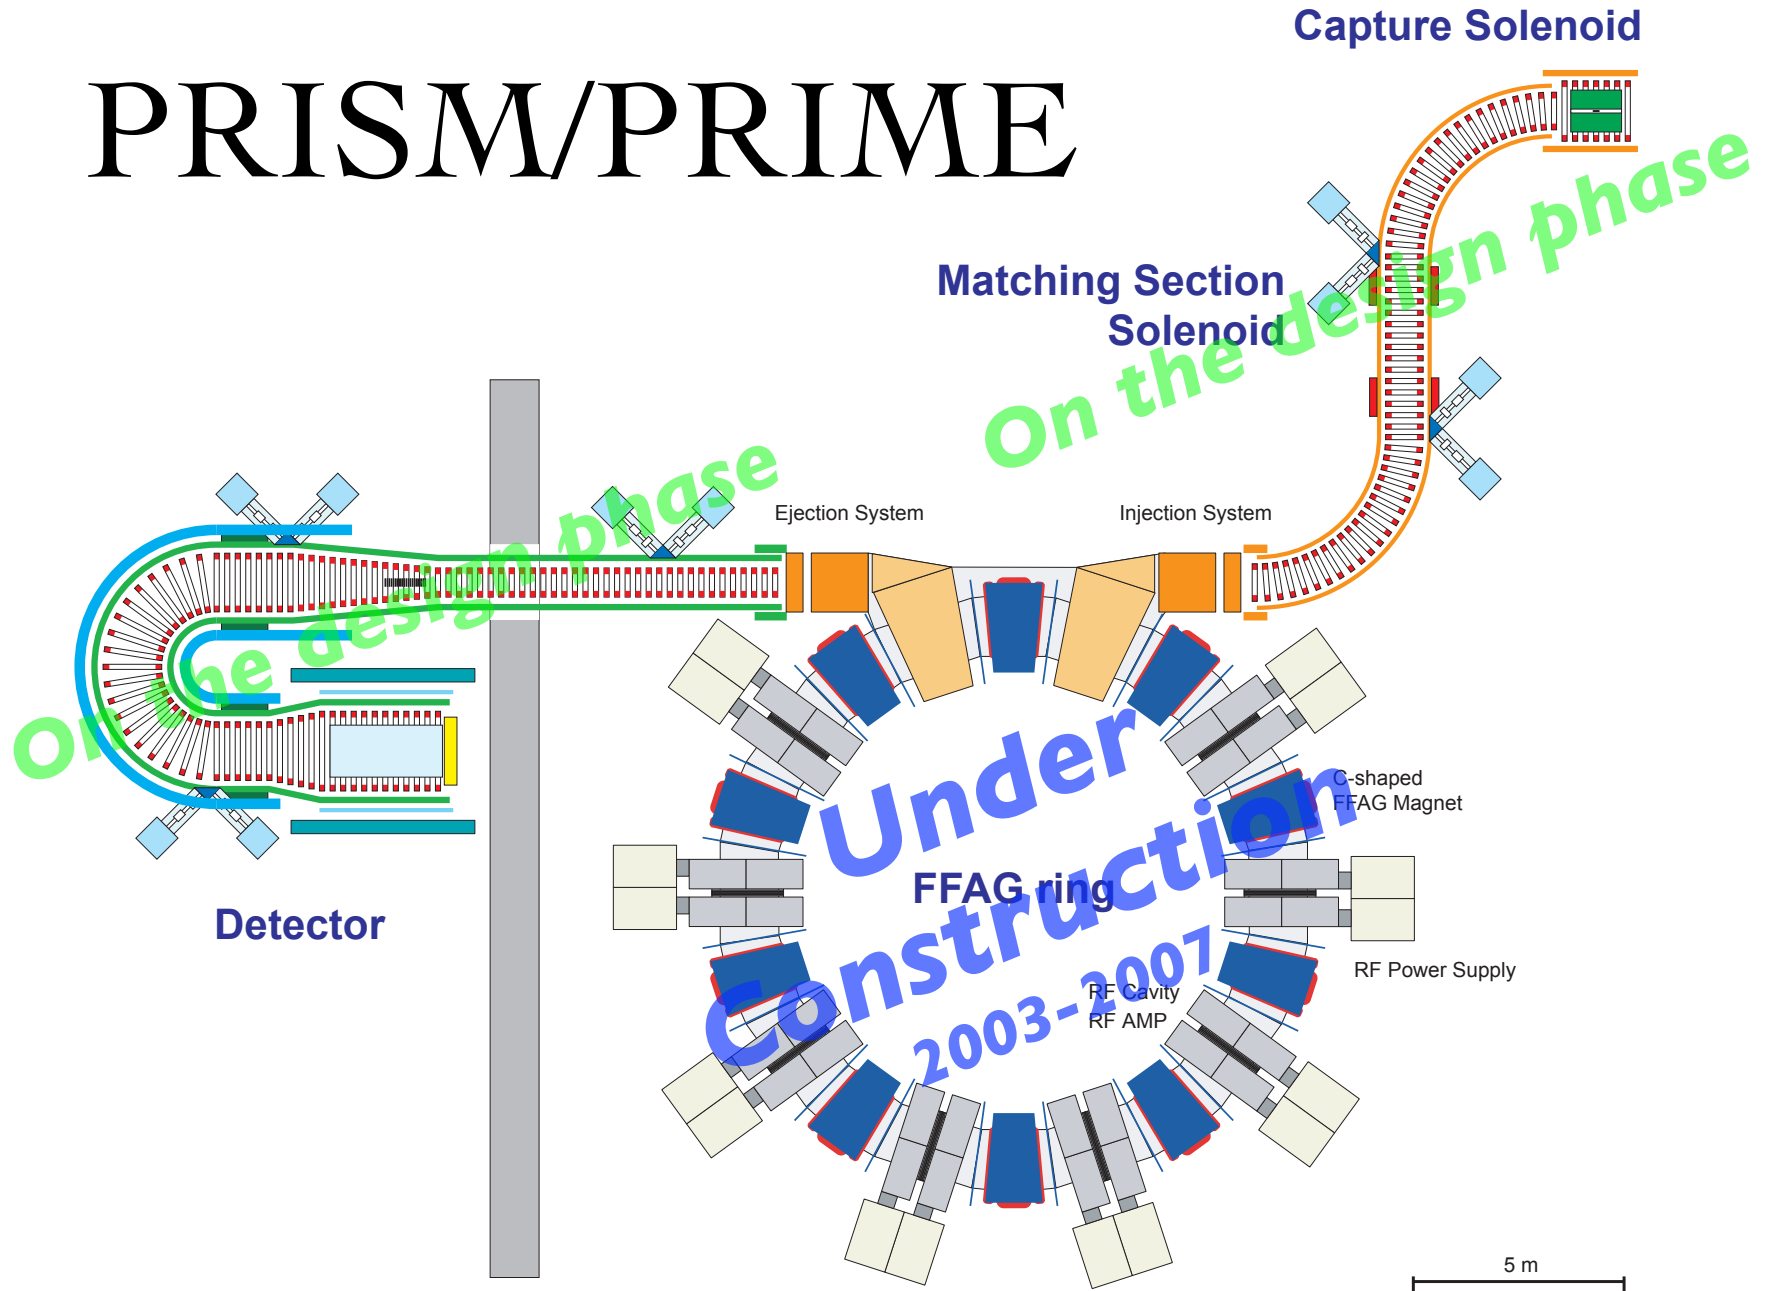 Capture Solenoid
PRISM/PRIME
On the design phase
Matching Section
Solenoid
On the design phase
Ejection System
Injection System
Under
Construction
2003-2007
C-shaped
FFAG Magnet
FFAG ring
Detector
RF Power Supply
RF Cavity
RF AMP
5 m